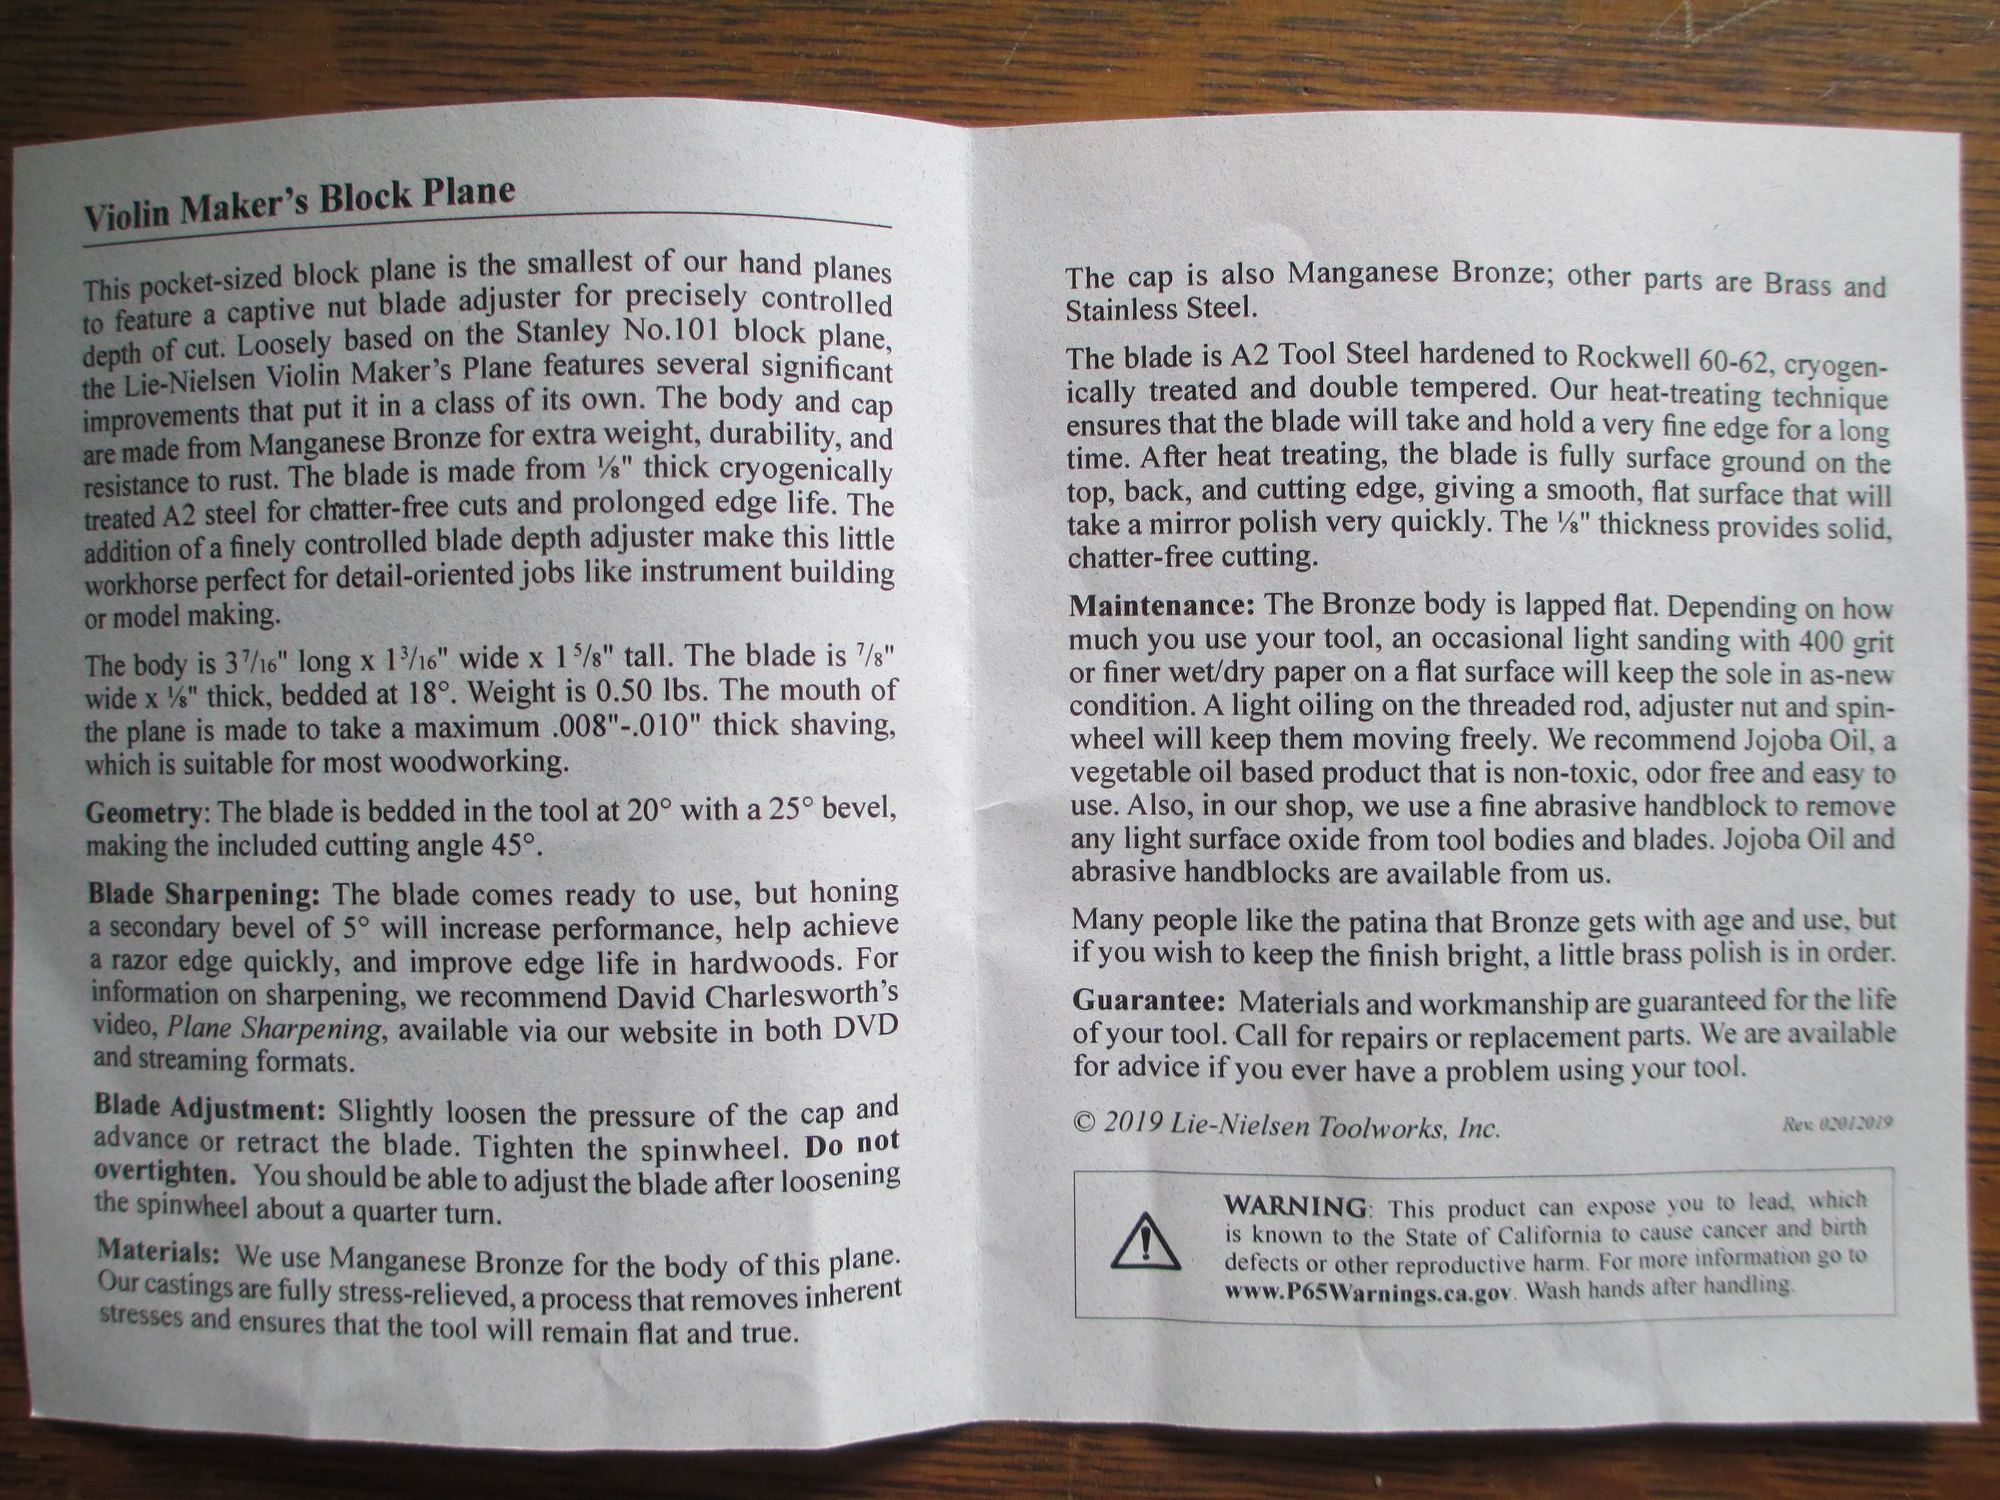 Violin Maker's Block Plane
This pocket-sized block plane is the smallest of our hand planes
to feature a captive nut blade adjuster for precisely controlled
depth of cut. Loosely based on the Stanley No.101 block plane,
the Lie-Nielsen Violin Maker's Plane features several significant
improvements that put it in a class of its own. The body and cap
are made from Manganese Bronze for extra weight, durability, and
resistance to rust. The blade is made from ⅛" thick cryogenically
treated A2 steel for chatter-free cuts and prolonged edge life. The
addition of a finely controlled blade depth adjuster make this little
workhorse perfect for detail-oriented jobs like instrument building
or model making.
The body is 3 7/16" long x 1 3/16" wide x 1 5/8" tall. The blade is 7/8"
wide x ⅛" thick, bedded at 18°. Weight is 0.50 lbs. The mouth of
the plane is made to take a maximum .008"-.010" thick shaving,
which is suitable for most woodworking.
Geometry: The blade is bedded in the tool at 20° with a 25° bevel,
making the included cutting angle 45°.
Blade Sharpening: The blade comes ready to use, but honing
a secondary bevel of 5° will increase performance, help achieve
a razor edge quickly, and improve edge life in hardwoods. For
information on sharpening, we recommend David Charlesworth's
video, Plane Sharpening, available via our website in both DVD
and streaming formats.
Blade Adjustment: Slightly loosen the pressure of the cap and
advance or retract the blade. Tighten the spinwheel. Do not
overtighten. You should be able to adjust the blade after loosening
the spinwheel about a quarter turn.
Materials: We use Manganese Bronze for the body of this plane.
Our castings are fully stress-relieved, a process that removes inherent
stresses and ensures that the tool will remain flat and true.
The cap is also Manganese Bronze; other parts are Brass and
Stainless Steel.
The blade is A2 Tool Steel hardened to Rockwell 60-62, cryogen-
ically treated and double tempered. Our heat-treating technique
ensures that the blade will take and hold a very fine edge for a long
time. After heat treating, the blade is fully surface ground on the
top, back, and cutting edge, giving a smooth, flat surface that will
take a mirror polish very quickly. The ⅛" thickness provides solid,
chatter-free cutting.
Maintenance: The Bronze body is lapped flat. Depending on how
much you use your tool, an occasional light sanding with 400 grit
or finer wet/dry paper on a flat surface will keep the sole in as-new
condition. A light oiling on the threaded rod, adjuster nut and spin-
wheel will keep them moving freely. We recommend Jojoba Oil, a
vegetable oil based product that is non-toxic, odor free and easy to
use. Also, in our shop, we use a fine abrasive handblock to remove
any light surface oxide from tool bodies and blades. Jojoba Oil and
abrasive handblocks are available from us.
Many people like the patina that Bronze gets with age and use, but
if you wish to keep the finish bright, a little brass polish is in order.
Guarantee: Materials and workmanship are guaranteed for the life
of your tool. Call for repairs or replacement parts. We are available
for advice if you ever have a problem using your tool.
© 2019 Lie-Nielsen Toolworks, Inc. Rev. 02012019
WARNING: This product can expose you to lead, which
is known to the State of California to cause cancer and birth
defects or other reproductive harm. For more information go to
www.P65Warnings.ca.gov. Wash hands after handling.